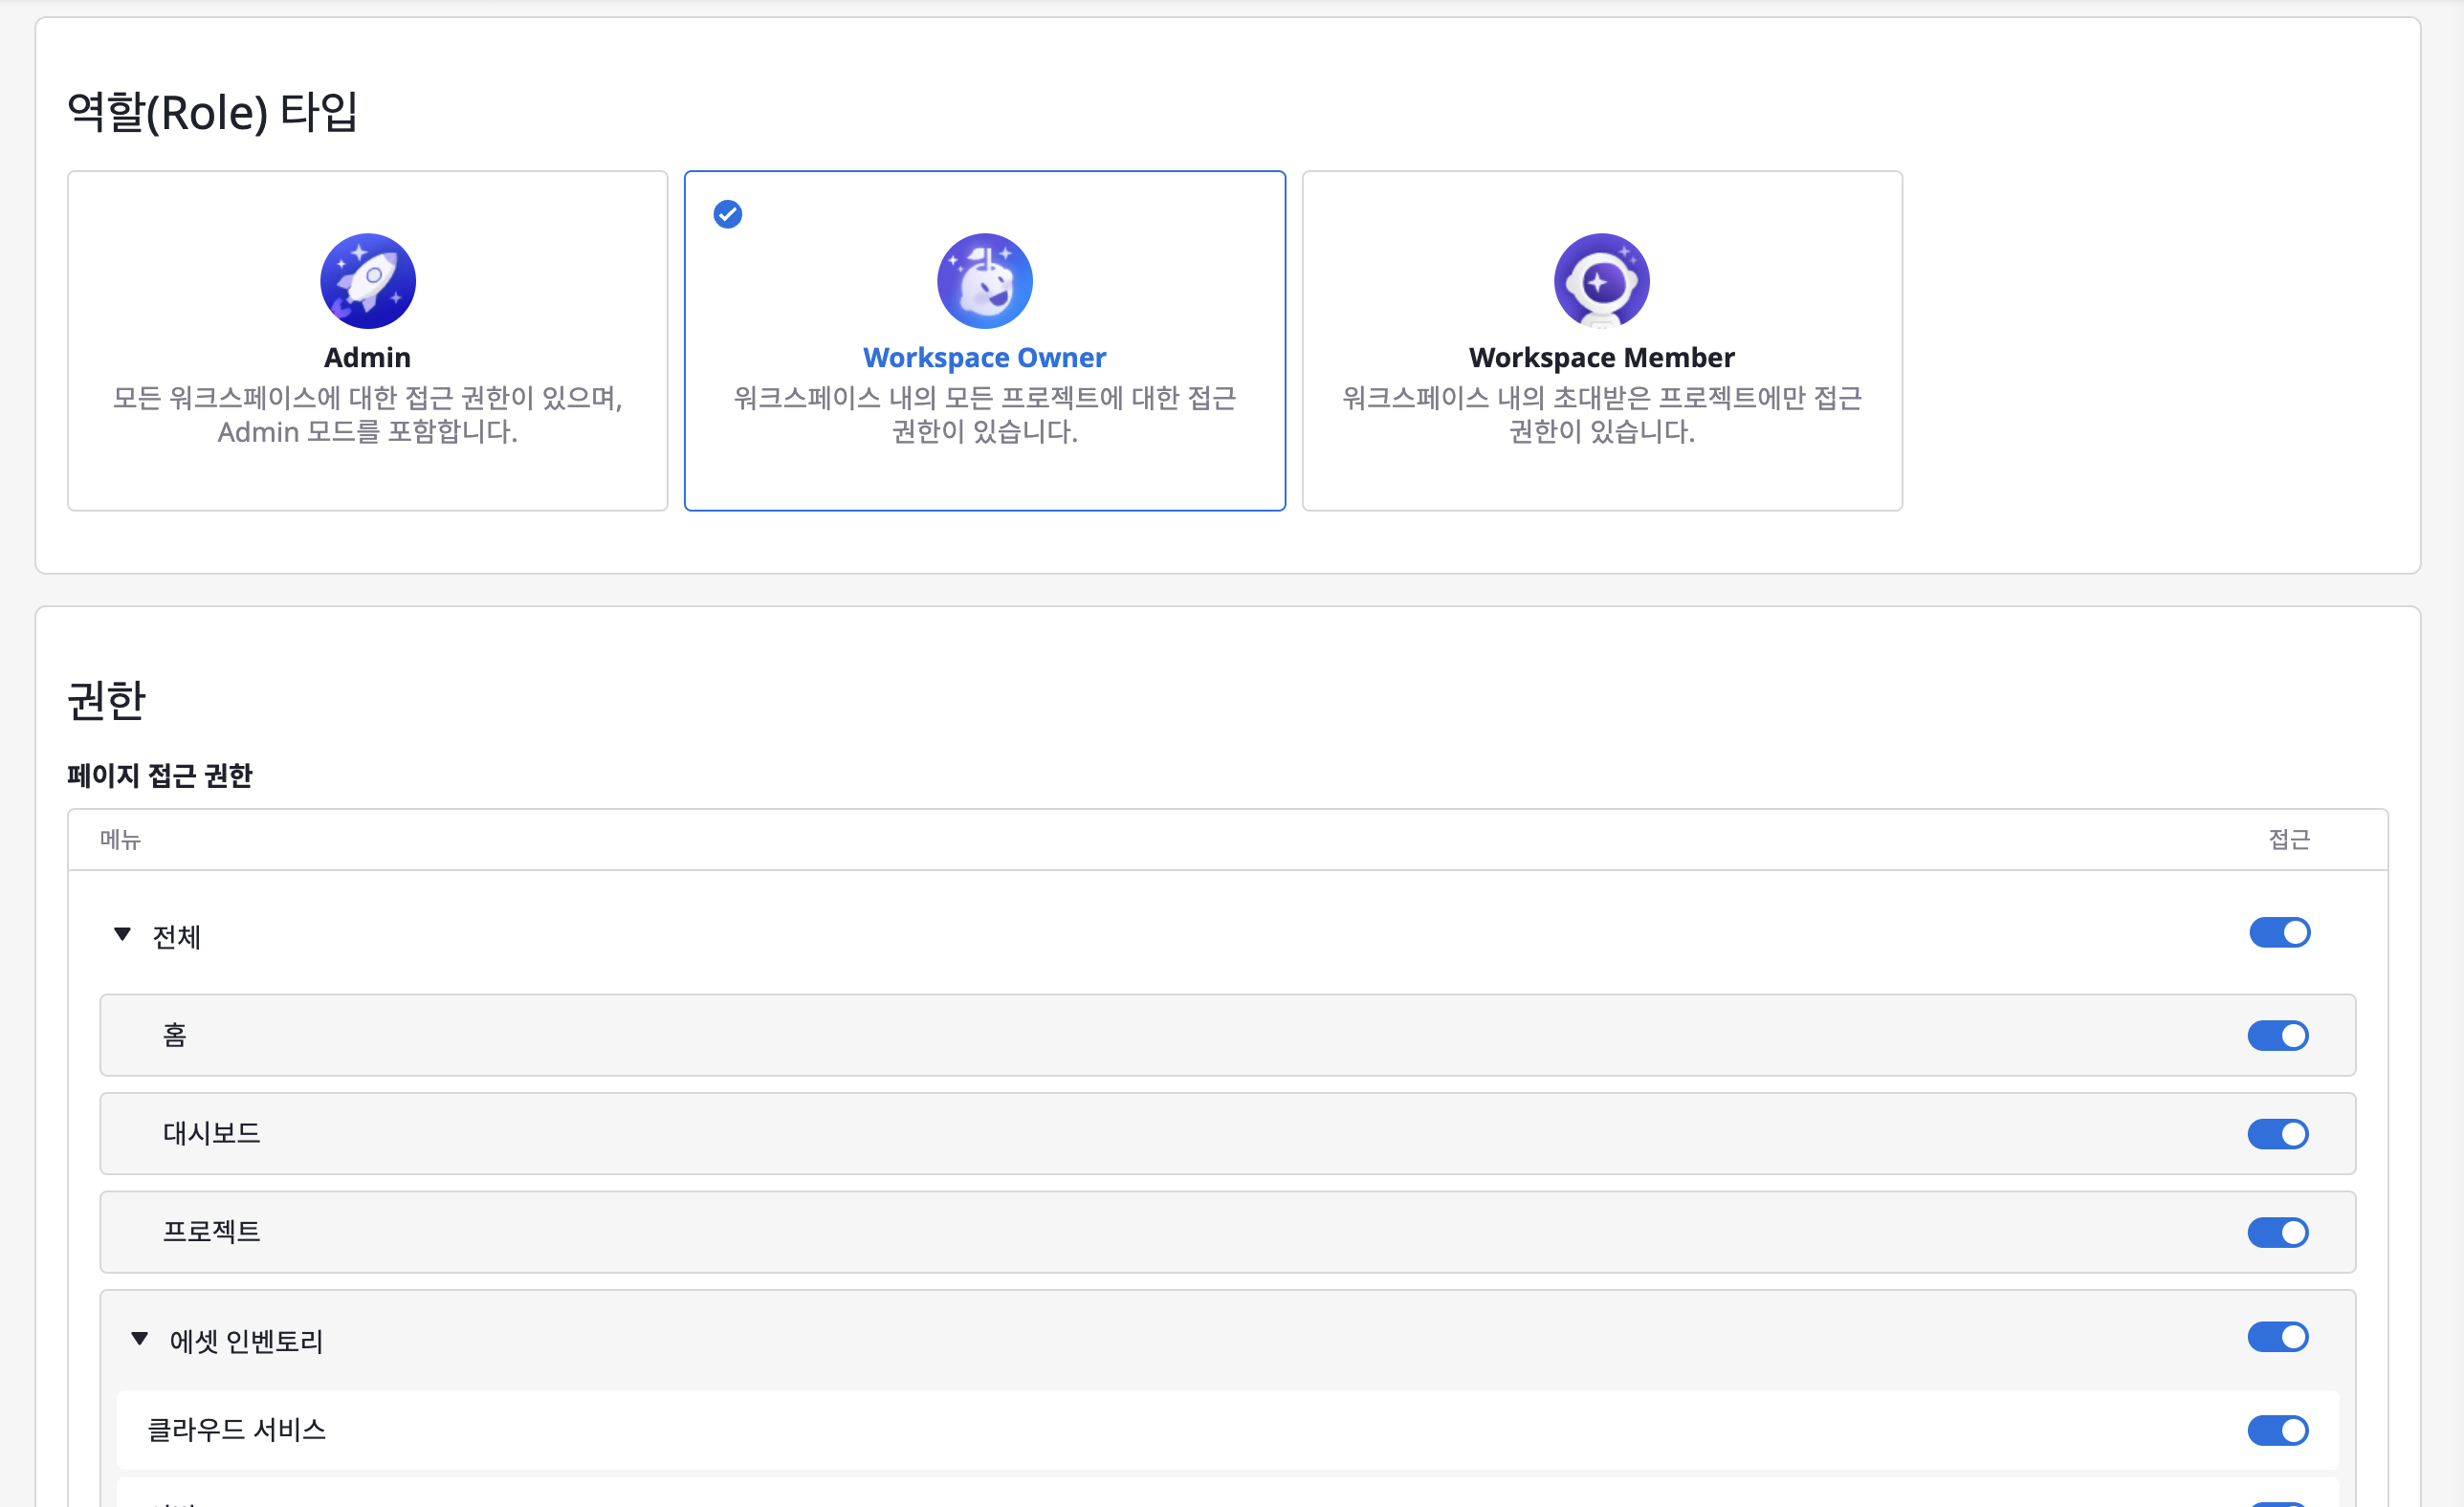 역할(Role) 타입
Admin
모든 워크스페이스에 대한 접근 권한이 있으며,
Admin 모드를 포함합니다.
Workspace Owner
워크스페이스 내의 모든 프로젝트에 대한 접근
권한이 있습니다.
Workspace Member
워크스페이스 내의 초대받은 프로젝트에만 접근
권한이 있습니다.
권한
페이지 접근 권한
메뉴 접근
전체
홈
대시보드
프로젝트
에셋 인벤토리
클라우드 서비스